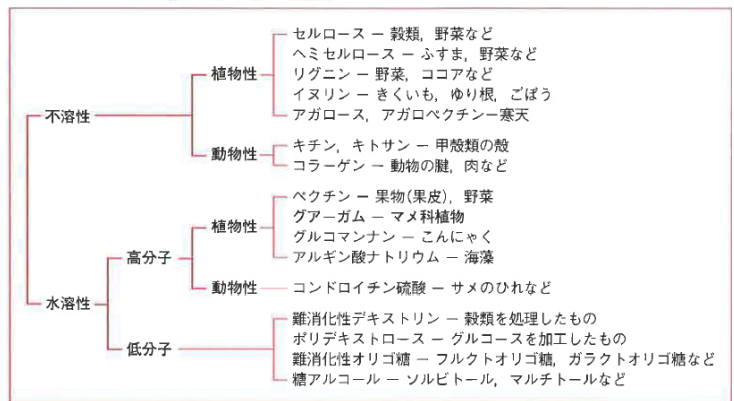 不溶性
植物性
セルロース ー 穀類，野菜など
ヘミセルロース ー ふすま，野菜など
リグニン ー 野菜，ココアなど
イヌリン ー きくいも，ゆり根，ごぼう
アガロース，アガロペクチンー寒天
動物性
キチン，キトサン ー 甲殻類の殻
コラーゲン ー 動物の腱，肉など
水溶性
高分子
植物性
ペクチン ー 果物(果皮)，野菜
グアーガム ー マメ科植物
グルコマンナン ー こんにゃく
アルギン酸ナトリウム ー 海藻
動物性
コンドロイチン硫酸 ー サメのひれなど
低分子
難消化性デキストリン ー 穀類を処理したもの
ポリデキストロース ー グルコースを加工したもの
難消化性オリゴ糖 ー フルクトオリゴ糖，ガラクトオリゴ糖など
糖アルコール ー ソルビトール，マルチトールなど